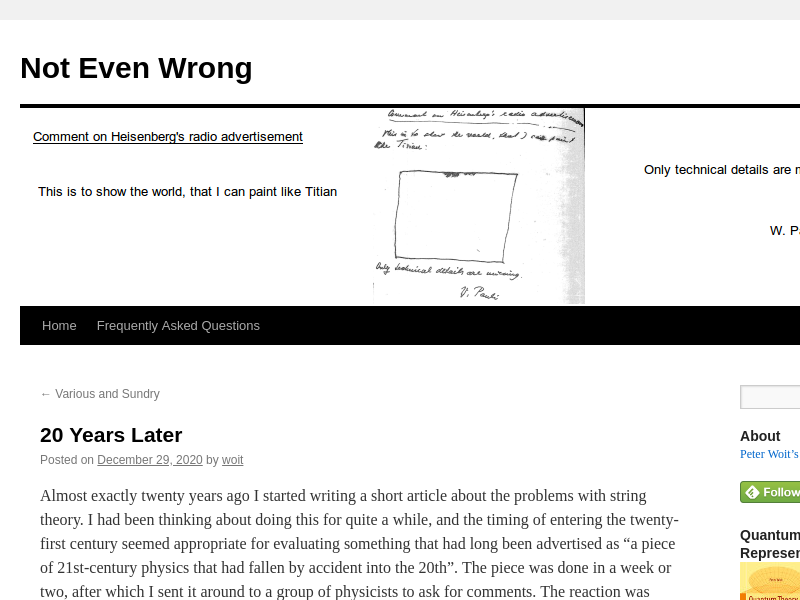 Not Even Wrong
Comment on Heisenberg's radio advertisement
This is to show the world, that I can paint like Titian
Comment on Heisenberg's radio advertisement
This is to show the world, that I can paint
like Titian:
Only technical details are missing.
W. Pauli
Only technical details are
W.
Home Frequently Asked Questions
← Various and Sundry
20 Years Later
Posted on December 29, 2020 by woit
Almost exactly twenty years ago I started writing a short article about the problems with string
theory. I had been thinking about doing this for quite a while, and the timing of entering the twenty-
first century seemed appropriate for evaluating something that had long been advertised as “a piece
of 21st-century physics that had fallen by accident into the 20th”. The piece was done in a week or
two, after which I sent it around to a group of physicists to ask for comments. The reaction was
About
Peter Woit’s
Follow
Quantum
Represen
Quantum Theory